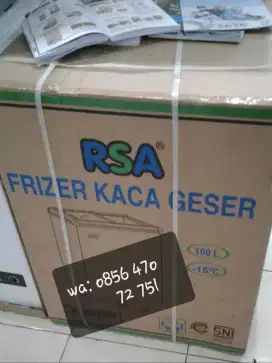 RSA®
FRIZER KACA GESER
100 L
-18°C
wa: 0856 470
72 751
SNI